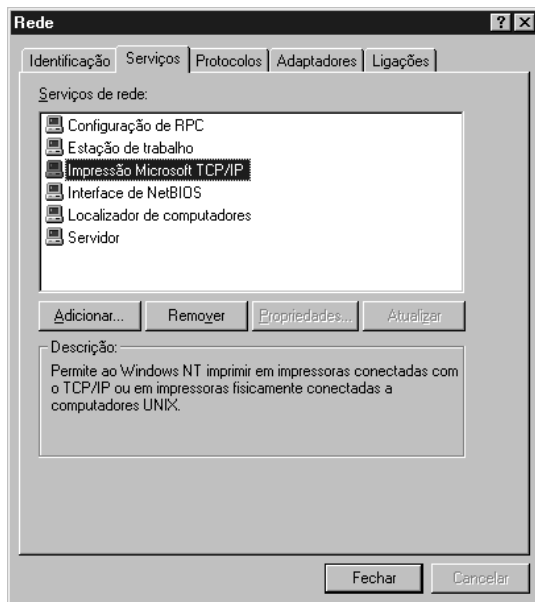 Rede
Identificação Serviços Protocolos Adaptadores Ligações
Serviços de rede:
Configuração de RPC
Estação de trabalho
Impressão Microsoft TCP/IP
Interface de NetBIOS
Localizador de computadores
Servidor
Adicionar... Remover Propriedades... Atualizar
Descrição:
Permite ao Windows NT imprimir em impressoras conectadas com
o TCP/IP ou em impressoras fisicamente conectadas a
computadores UNIX.
Fechar Cancelar